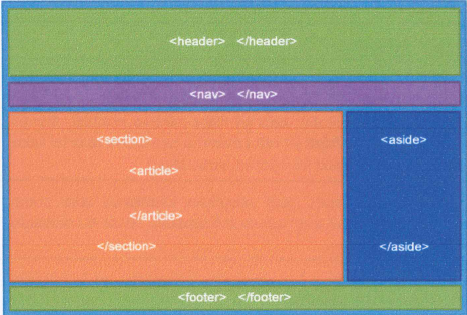 <header> </header>
<nav> </nav>
<section>
<article>
</article>
</section>
<aside>
</aside>
<footer> </footer>